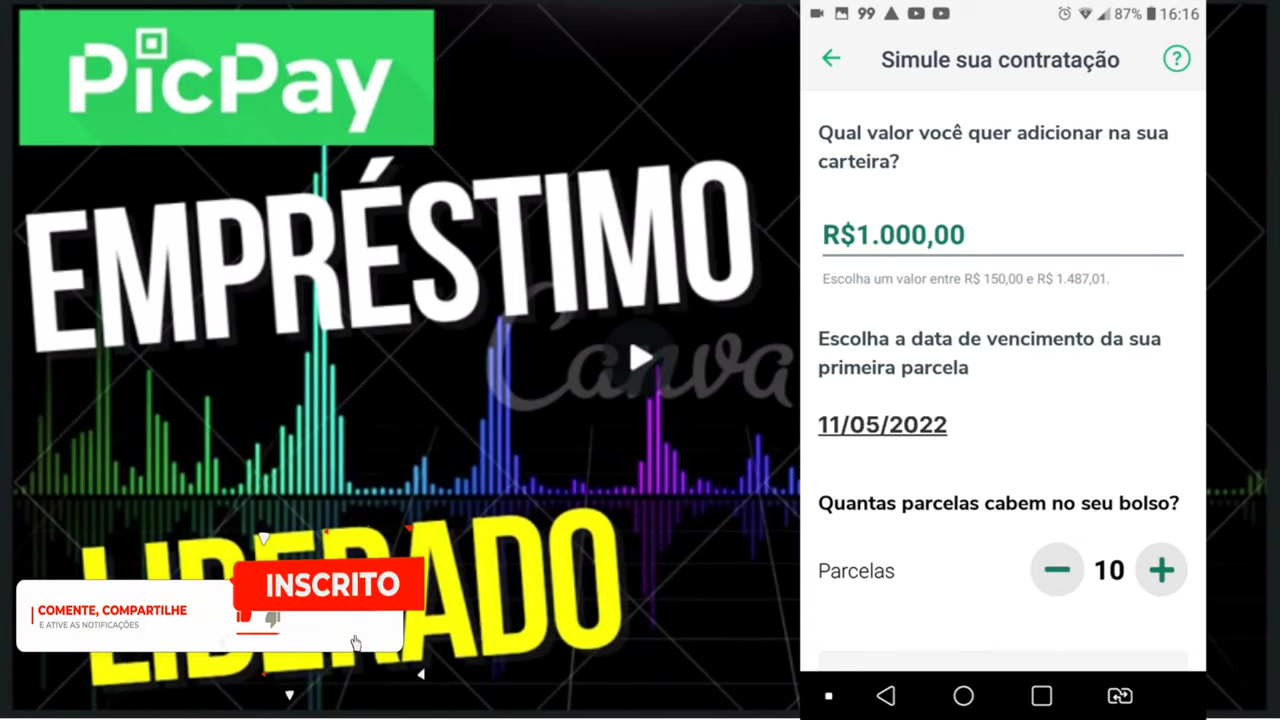 PicPay
EMPRÉSTIMO
Canva
LIBERADO
INSCRITO
COMENTE, COMPARTILHE
E ATIVE AS NOTIFICAÇÕES
99
87%
16:16
Simule sua contratação
?
Qual valor você quer adicionar na sua
carteira?
R$1.000,00
Escolha um valor entre R$ 150,00 e R$ 1.487,01.
Escolha a data de vencimento da sua
primeira parcela
11/05/2022
Quantas parcelas cabem no seu bolso?
Parcelas
10